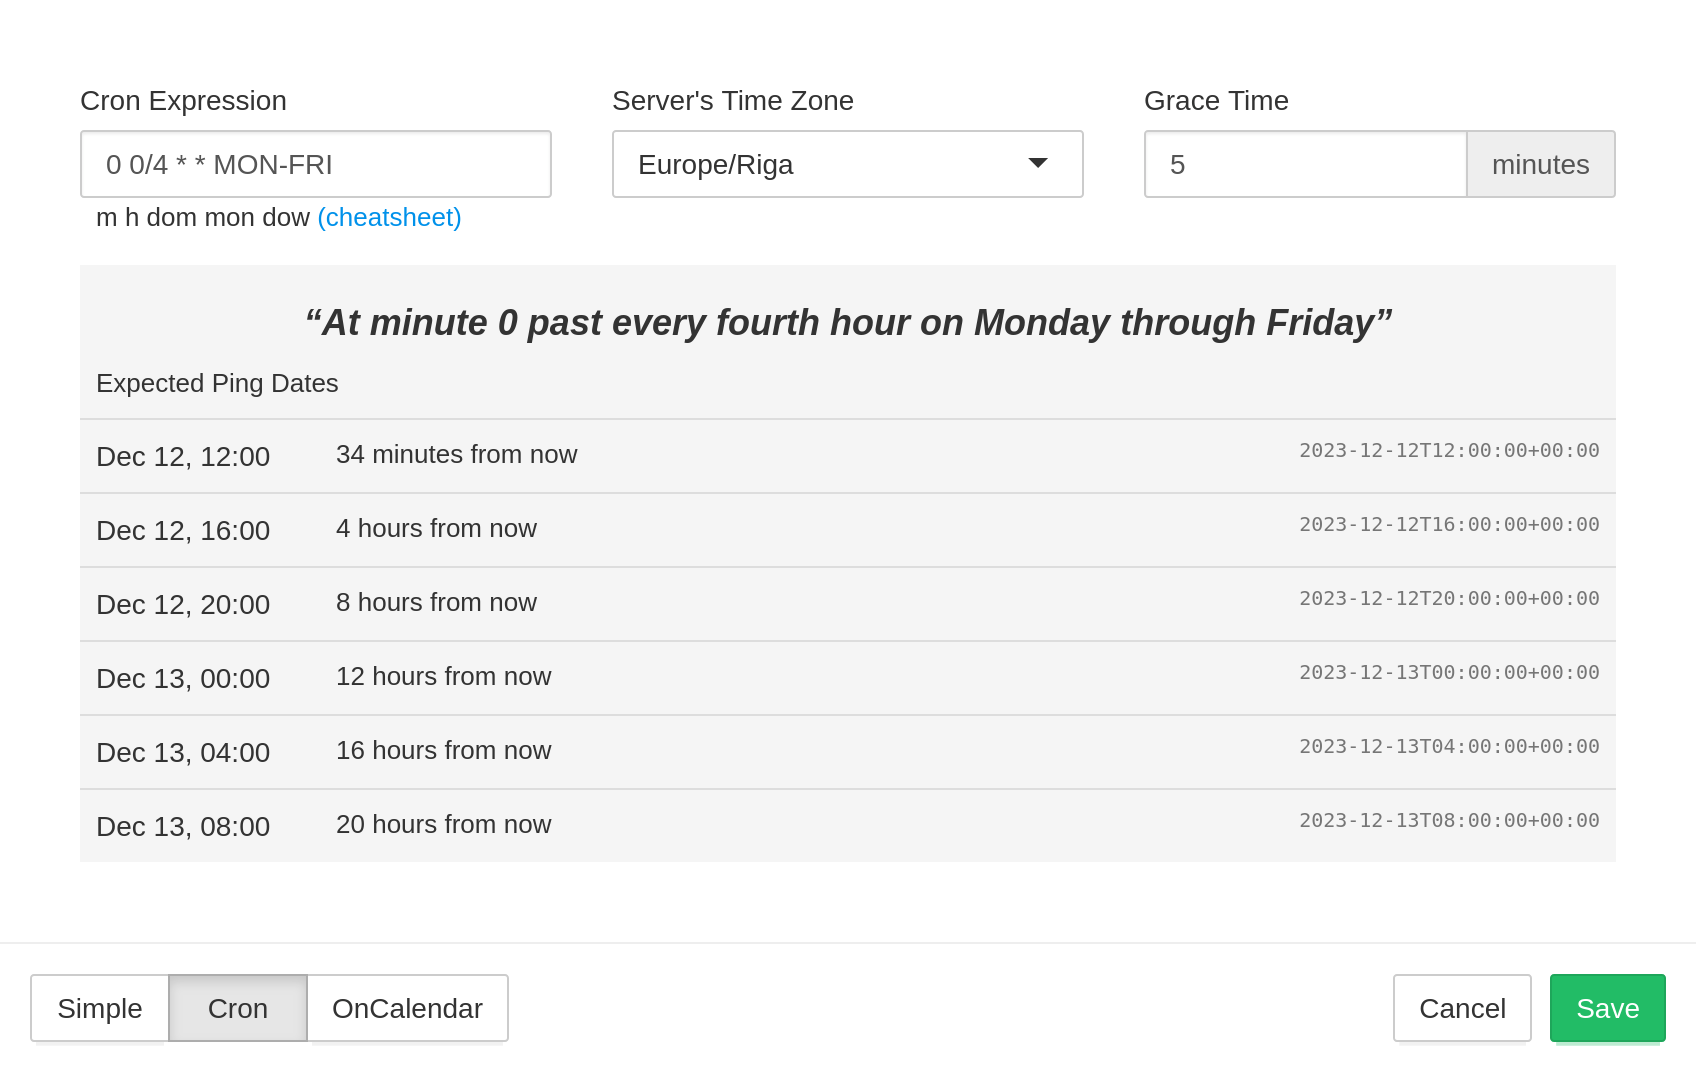 Cron Expression
Server's Time Zone
Grace Time
0 0/4 * * MON-FRI
Europe/Riga
5
minutes
m h dom mon dow (cheatsheet)
“At minute 0 past every fourth hour on Monday through Friday”
Expected Ping Dates
Dec 12, 12:00 34 minutes from now 2023-12-12T12:00:00+00:00
Dec 12, 16:00 4 hours from now 2023-12-12T16:00:00+00:00
Dec 12, 20:00 8 hours from now 2023-12-12T20:00:00+00:00
Dec 13, 00:00 12 hours from now 2023-12-13T00:00:00+00:00
Dec 13, 04:00 16 hours from now 2023-12-13T04:00:00+00:00
Dec 13, 08:00 20 hours from now 2023-12-13T08:00:00+00:00
Simple Cron OnCalendar Cancel Save